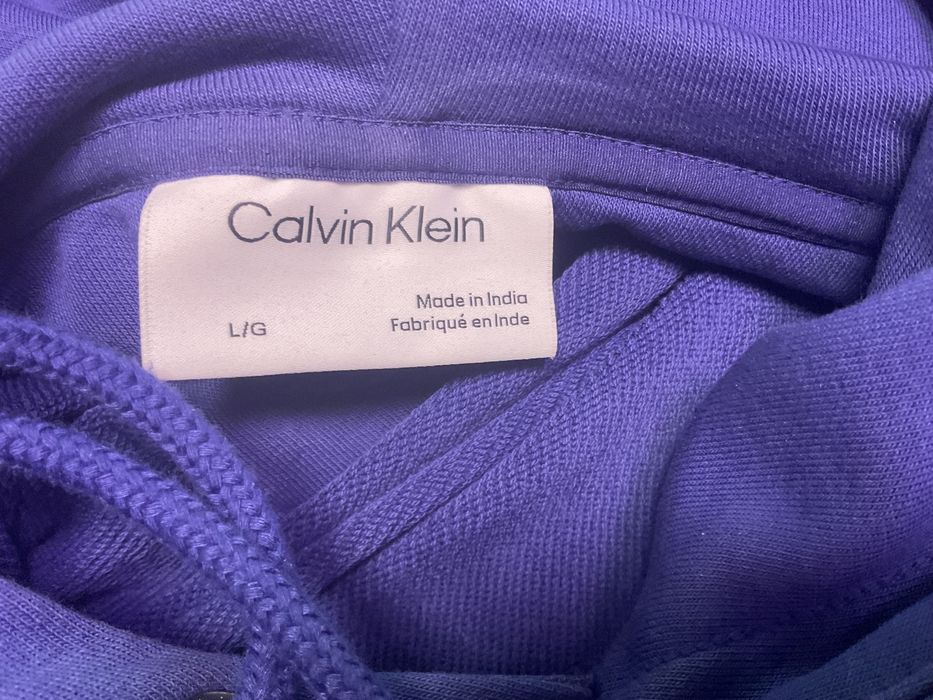 Calvin Klein
Made in India
L/G
Fabriqué en Inde